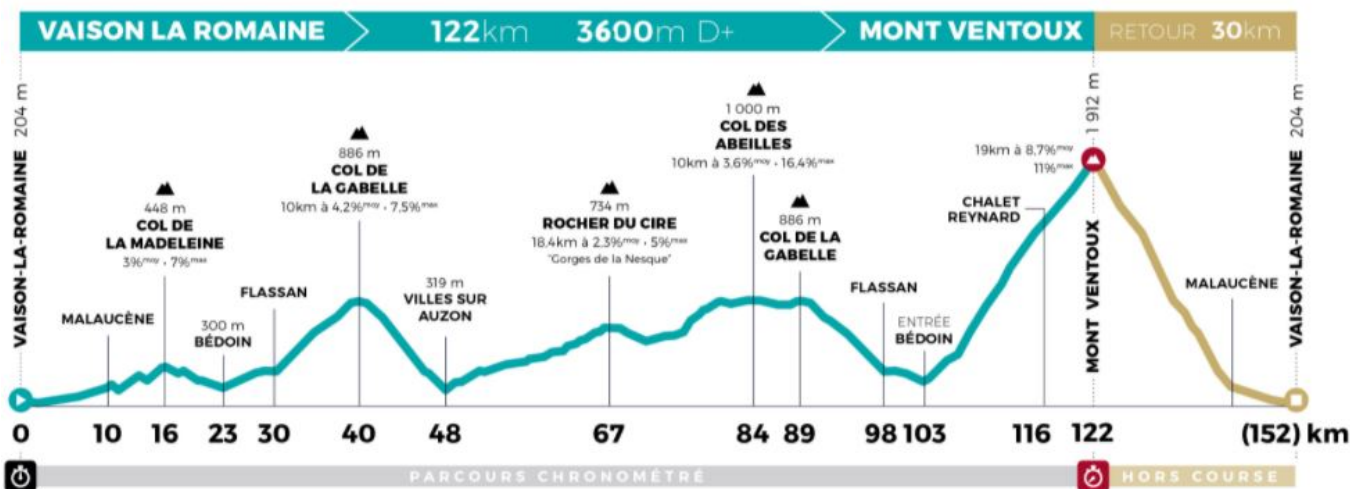 VAISON LA ROMAINE 122km 3600m D+ MONT VENTOUX RETOUR 30km
VAISON-LA-ROMAINE 204 m
MALAUCÈNE
448 m
COL DE
LA MADELEINE
3%moy • 7%max
300 m
BÉDOIN
FLASSAN
886 m
COL DE
LA GABELLE
10km à 4,2%moy • 7,5%max
319 m
VILLES SUR
AUZON
734 m
ROCHER DU CIRE
18,4km à 2,3%moy • 5%max
"Gorges de la Nesque"
1 000 m
COL DES
ABEILLES
10km à 3,6%moy • 16,4%max
886 m
COL DE LA
GABELLE
FLASSAN
ENTRÉE
BÉDOIN
CHALET
REYNARD
19km à 8,7%moy
11%max
MONT VENTOUX 1 912 m
MALAUCÈNE
VAISON-LA-ROMAINE 204 m
0 10 16 23 30 40 48 67 84 89 98 103 116 122 (152) km
PARCOURS CHRONOMÉTRÉ HORS COURSE